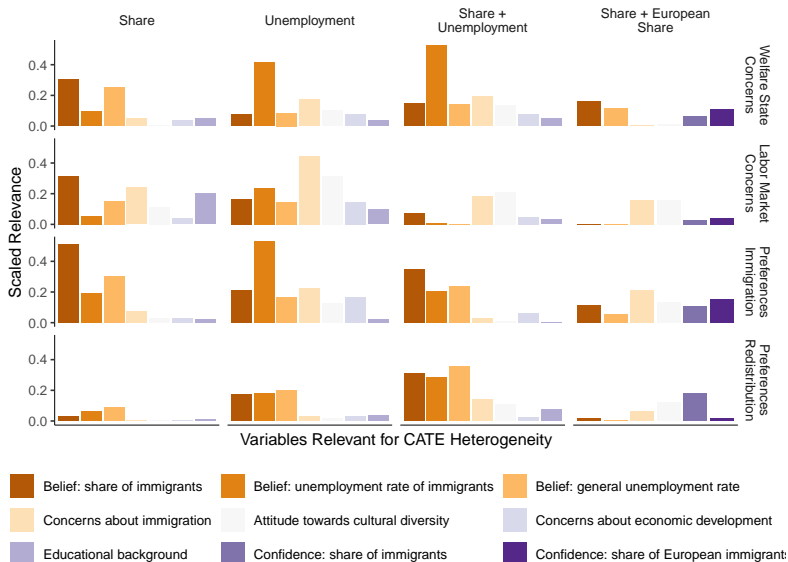 Share
Unemployment
Share +
Unemployment
Share + European
Share
0.4
0.2
0.0
Welfare State
Concerns
0.4
0.2
0.0
Labor Market
Concerns
0.4
0.2
0.0
Preferences
Immigration
0.4
0.2
0.0
Preferences
Redistribution
Scaled Relevance
Variables Relevant for CATE Heterogeneity
Belief: share of immigrants
Belief: unemployment rate of immigrants
Belief: general unemployment rate
Concerns about immigration
Attitude towards cultural diversity
Concerns about economic development
Educational background
Confidence: share of immigrants
Confidence: share of European immigrants